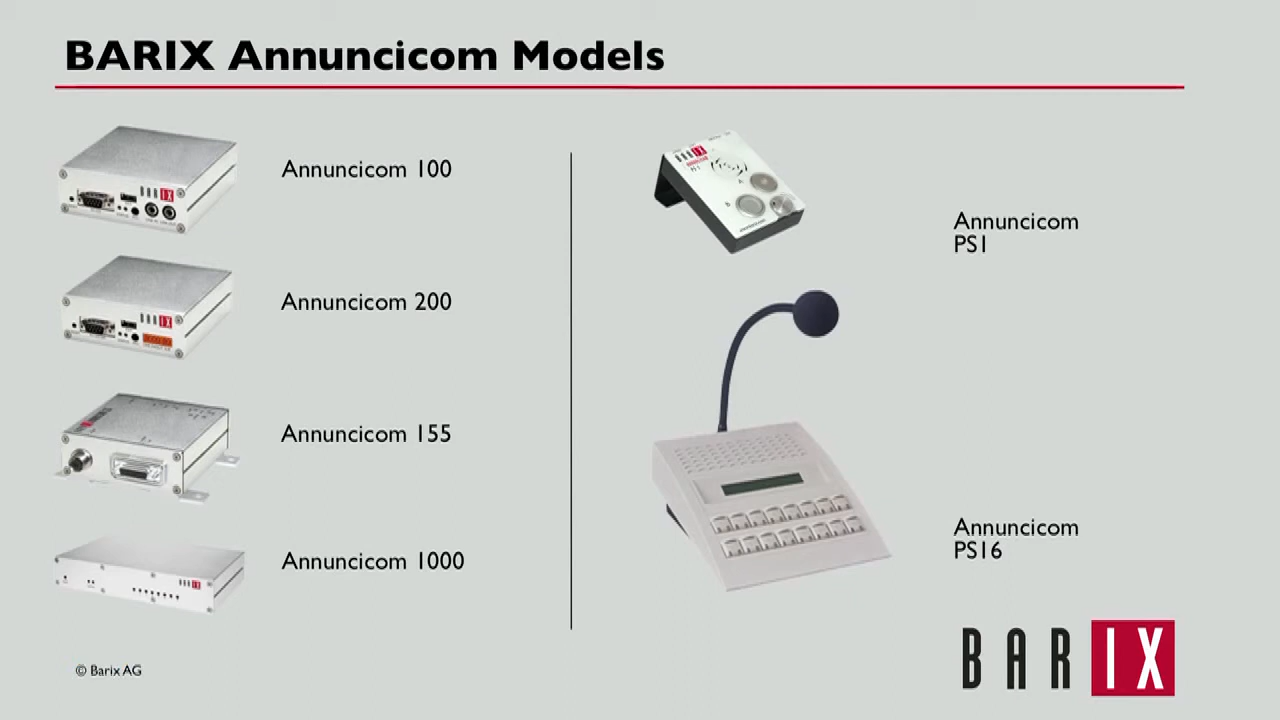 BARIX Annuncicom Models
Annuncicom 100
Annuncicom 200
Annuncicom 155
Annuncicom 1000
Annuncicom
PS1
Annuncicom
PS16
© Barix AG
BARIX